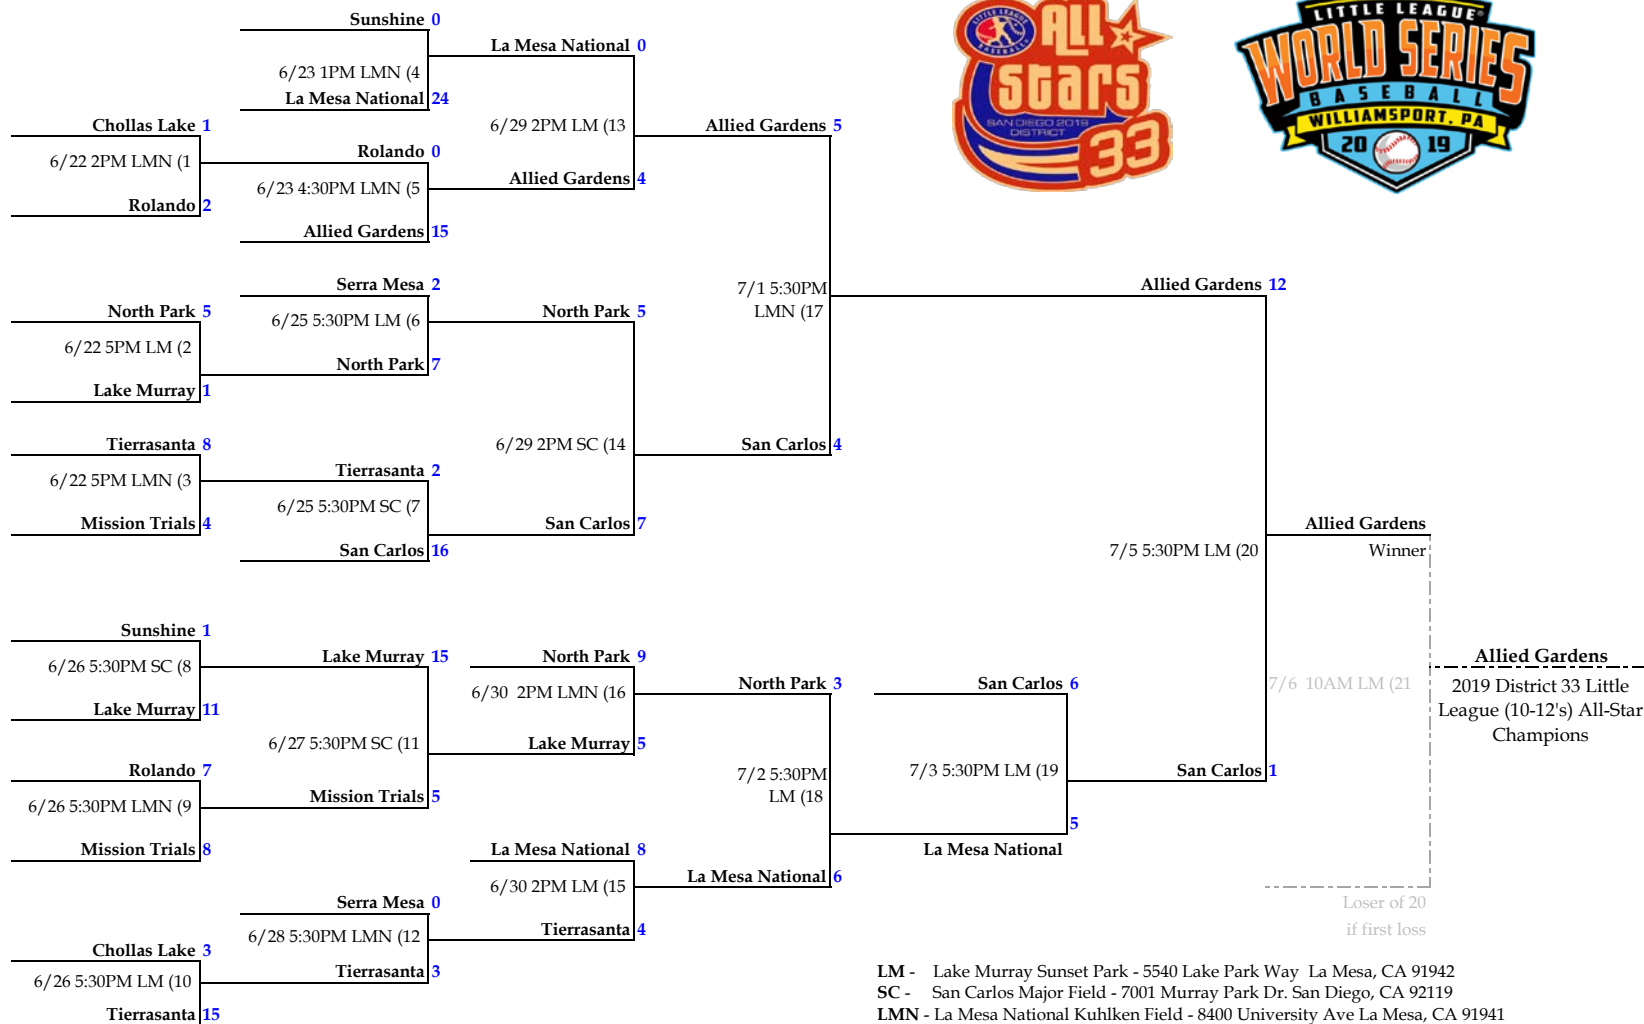 Sunshine 0
6/23 1PM LMN (4
La Mesa National 24
Chollas Lake 1
6/22 2PM LMN (1
Rolando 2
Rolando 0
6/23 4:30PM LMN (5
Allied Gardens 15
La Mesa National 0
6/29 2PM LM (13
Allied Gardens 4
Allied Gardens 5
North Park 5
6/22 5PM LM (2
Lake Murray 1
Serra Mesa 2
6/25 5:30PM LM (6
North Park 7
North Park 5
6/29 2PM SC (14
San Carlos 7
Tierrasanta 8
6/22 5PM LMN (3
Mission Trials 4
Tierrasanta 2
6/25 5:30PM SC (7
San Carlos 16
7/1 5:30PM
LMN (17
San Carlos 4
Allied Gardens 12
7/5 5:30PM LM (20
Allied Gardens
Winner
Sunshine 1
6/26 5:30PM SC (8
Lake Murray 11
Lake Murray 15
6/27 5:30PM SC (11
Mission Trials 5
Rolando 7
6/26 5:30PM LMN (9
Mission Trials 8
North Park 9
6/30 2PM LMN (16
Lake Murray 5
North Park 3
7/2 5:30PM
LM (18
La Mesa National 6
La Mesa National 8
6/30 2PM LM (15
Tierrasanta 4
Serra Mesa 0
6/28 5:30PM LMN (12
Tierrasanta 3
Chollas Lake 3
6/26 5:30PM LM (10
Tierrasanta 15
San Carlos 6
7/3 5:30PM LM (19
5
La Mesa National
San Carlos 1
7/6 10AM LM (21
Loser of 20
if first loss
Allied Gardens
2019 District 33 Little
League (10-12's) All-Star
Champions
LITTLE LEAGUE
BASEBALL
All
Stars
SAN DIEGO 2019
DISTRICT
33
LITTLE LEAGUE®
WORLD SERIES
BASEBALL
WILLIAMSPORT, PA
20 19
LM - Lake Murray Sunset Park - 5540 Lake Park Way La Mesa, CA 91942
SC - San Carlos Major Field - 7001 Murray Park Dr. San Diego, CA 92119
LMN - La Mesa National Kuhlken Field - 8400 University Ave La Mesa, CA 91941